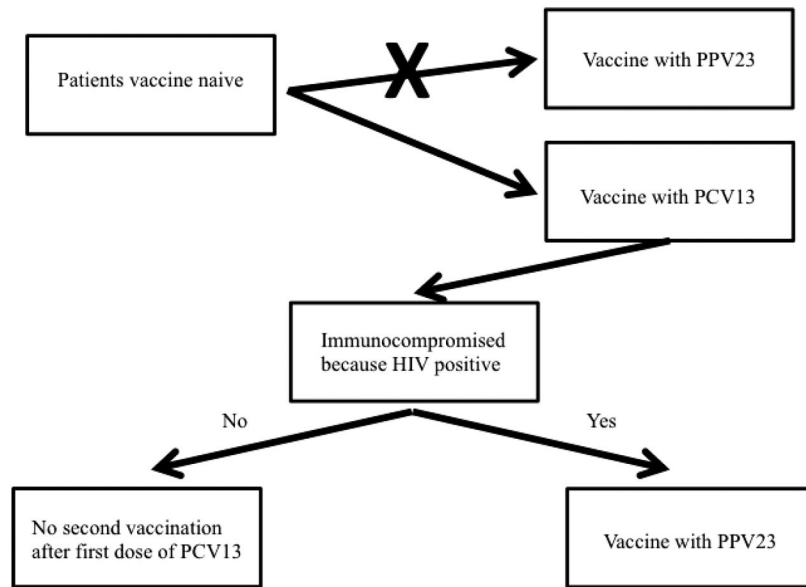 Patients vaccine naive
X
Vaccine with PPV23
Vaccine with PCV13
Immunocompromised
because HIV positive
No
Yes
No second vaccination
after first dose of PCV13
Vaccine with PPV23